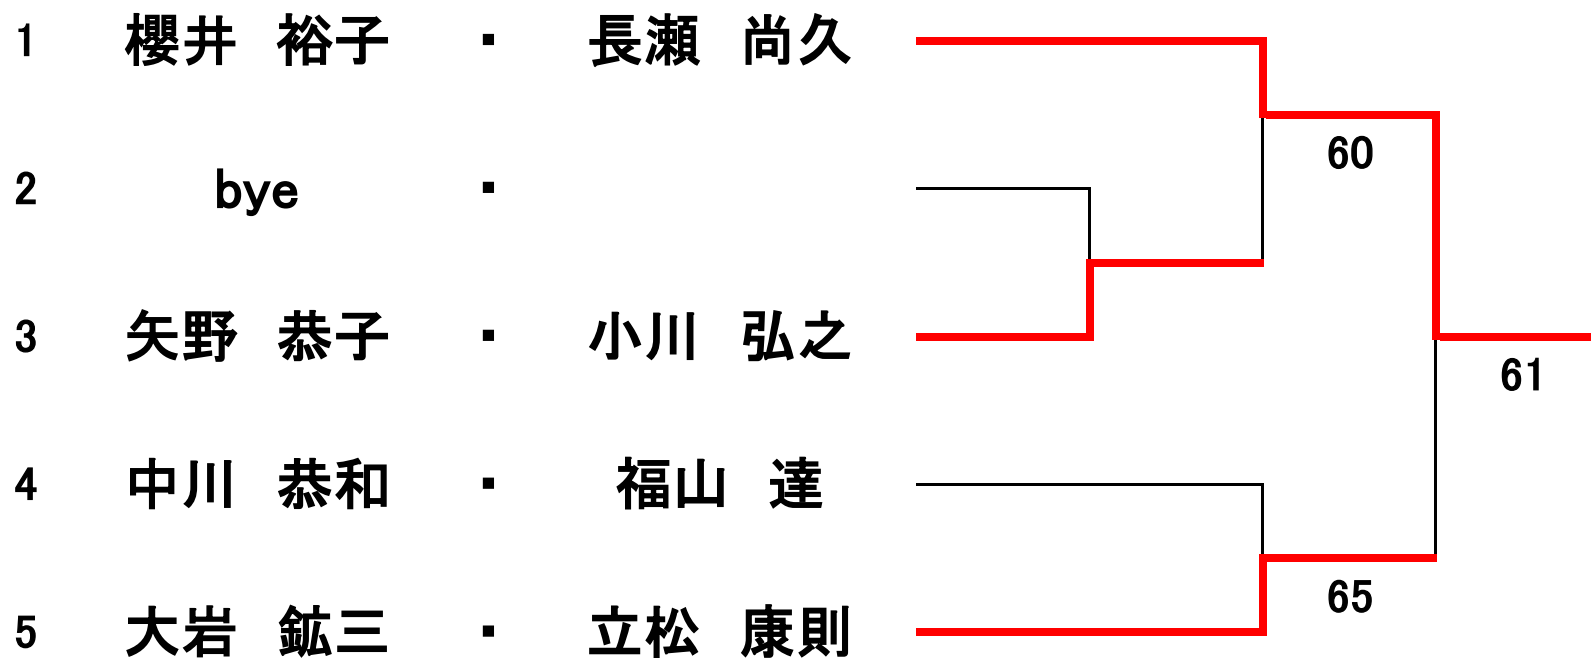 1 櫻井 裕子 ・ 長瀬 尚久
60
2 bye ・
3 矢野 恭子 ・ 小川 弘之
61
4 中川 恭和 ・ 福山 達
65
5 大岩 鉱三 ・ 立松 康則